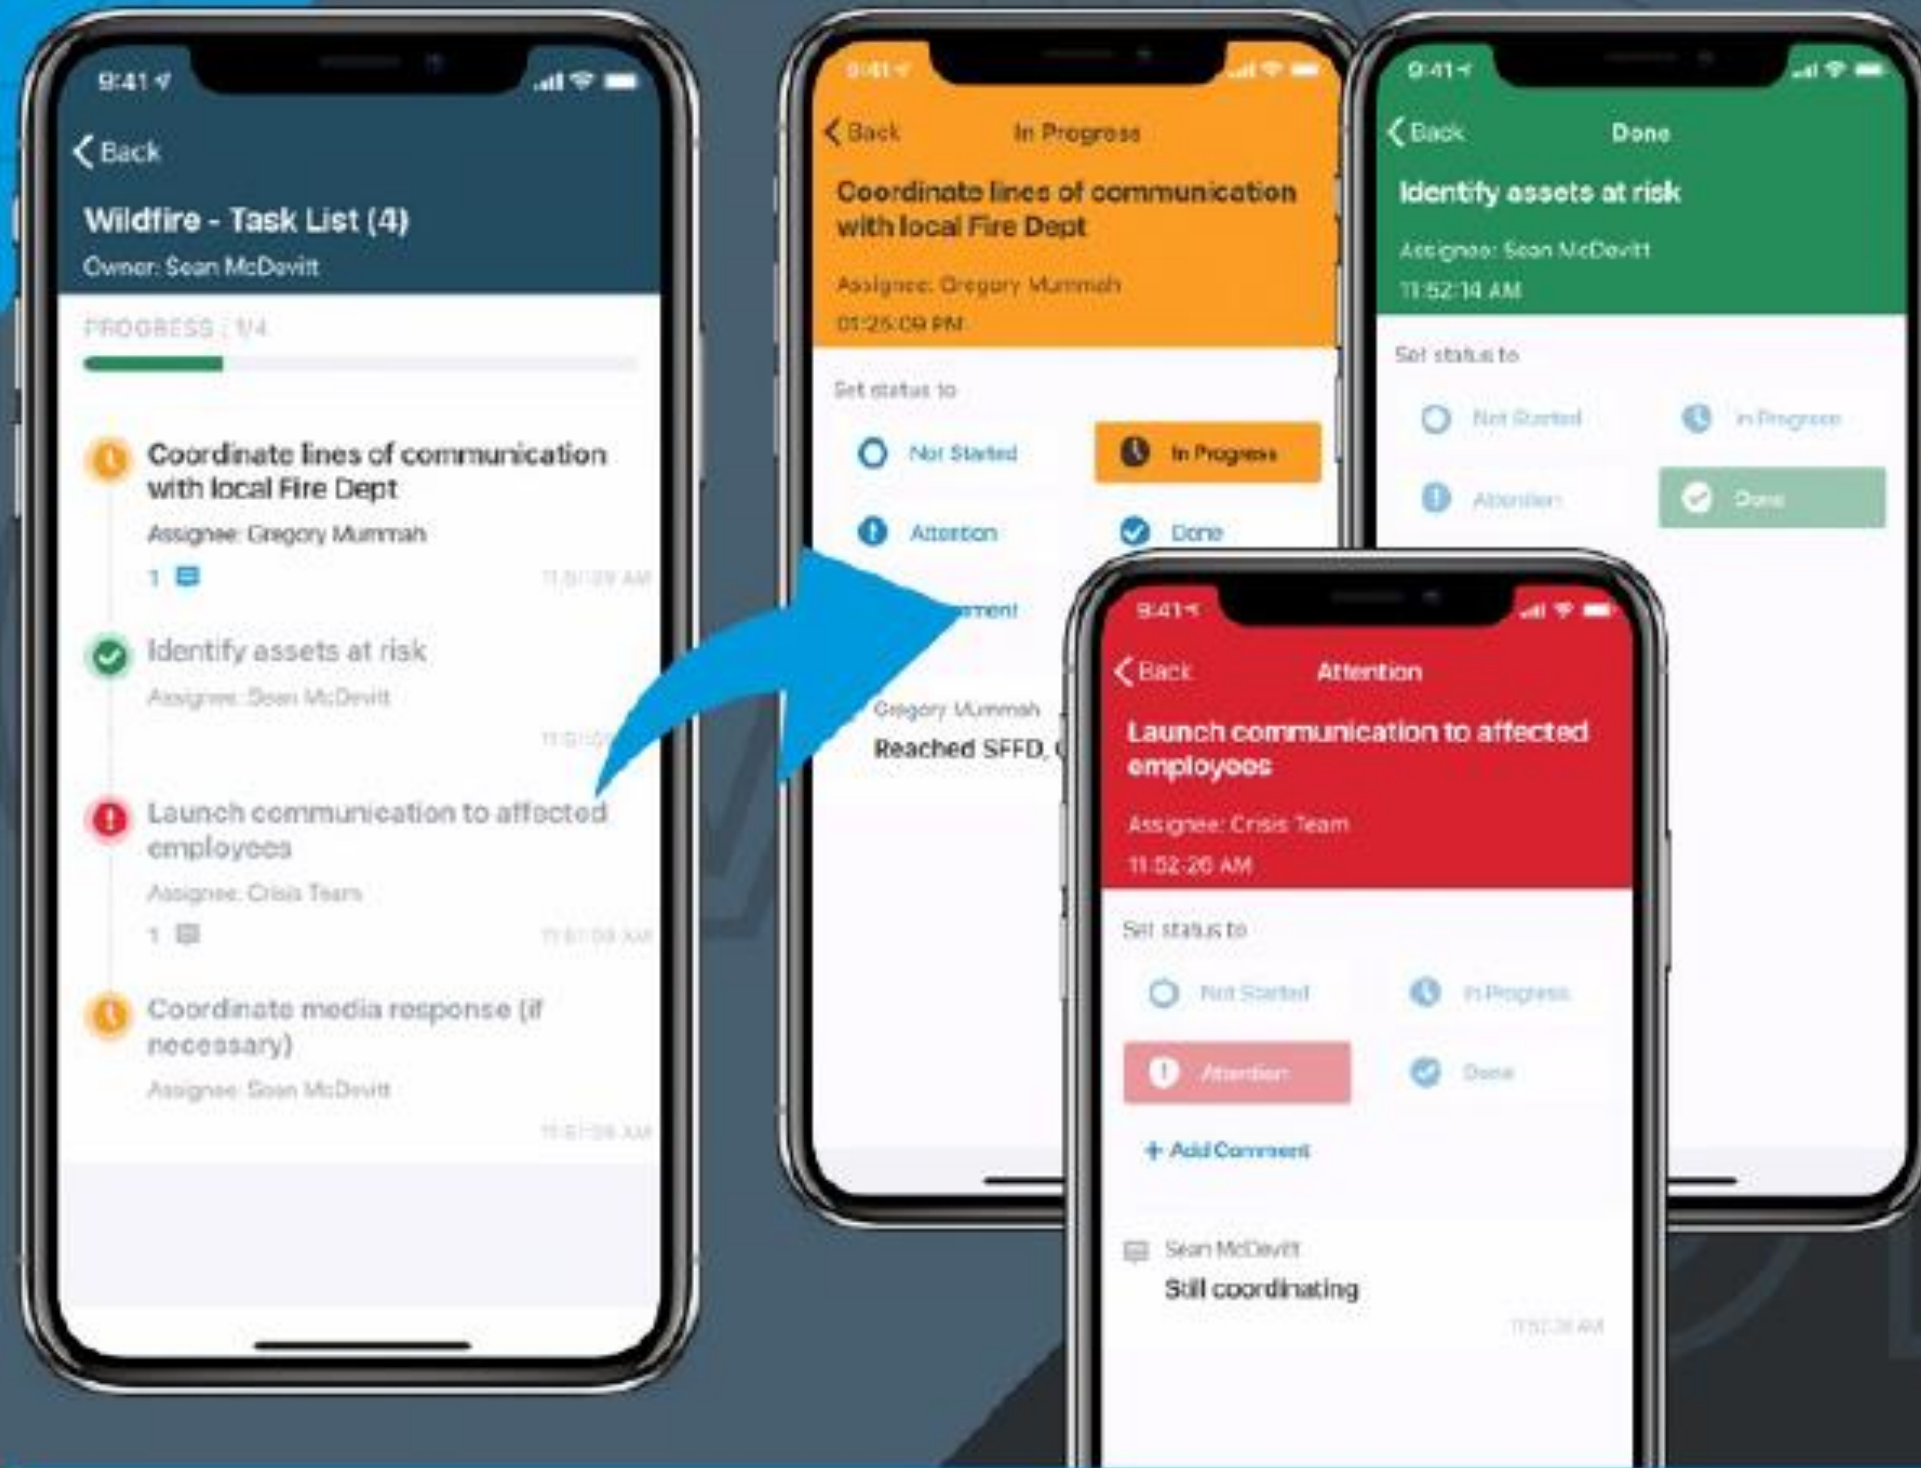 9:41
Back
Wildfire - Task List (4)
Owner: Sean McDevitt
PROGRESS : 1/4
Coordinate lines of communication
with local Fire Dept
Assignee: Gregory Mummah
1
Identify assets at risk
Assignee: Sean McDevitt
Launch communication to affected
employees
Assignee: Crisis Team
1
Coordinate media response (if
necessary)
Assignee: Sean McDevitt
9:41
Back
In Progress
Coordinate lines of communication
with local Fire Dept
Assignee: Gregory Mummah
Set status to
Not Started
In Progress
Attention
Done
Gregory Mummah
Reached SFFD,
9:41
Back
Done
Identify assets at risk
Assignee: Sean McDevitt
11:52:14 AM
Set status to
Not Started
In Progress
Attention
Done
9:41
Back
Attention
Launch communication to affected
employees
Assignee: Crisis Team
11:52:26 AM
Set status to
Not Started
In Progress
Attention
Done
+ Add Comment
Sean McDevitt
Still coordinating